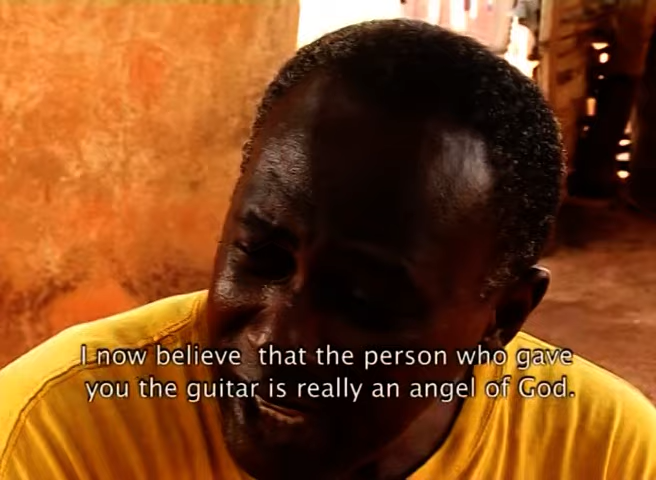 I now believe that the person who gave
you the guitar is really an angel of God.